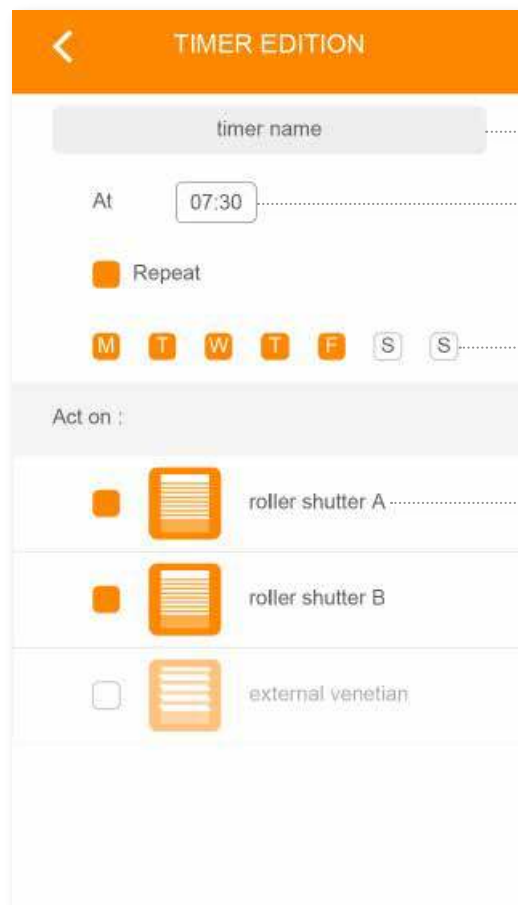 TIMER EDITION
timer name
At 07:30
Repeat
M T W T F S S
Act on :
roller shutter A
roller shutter B
external venetian